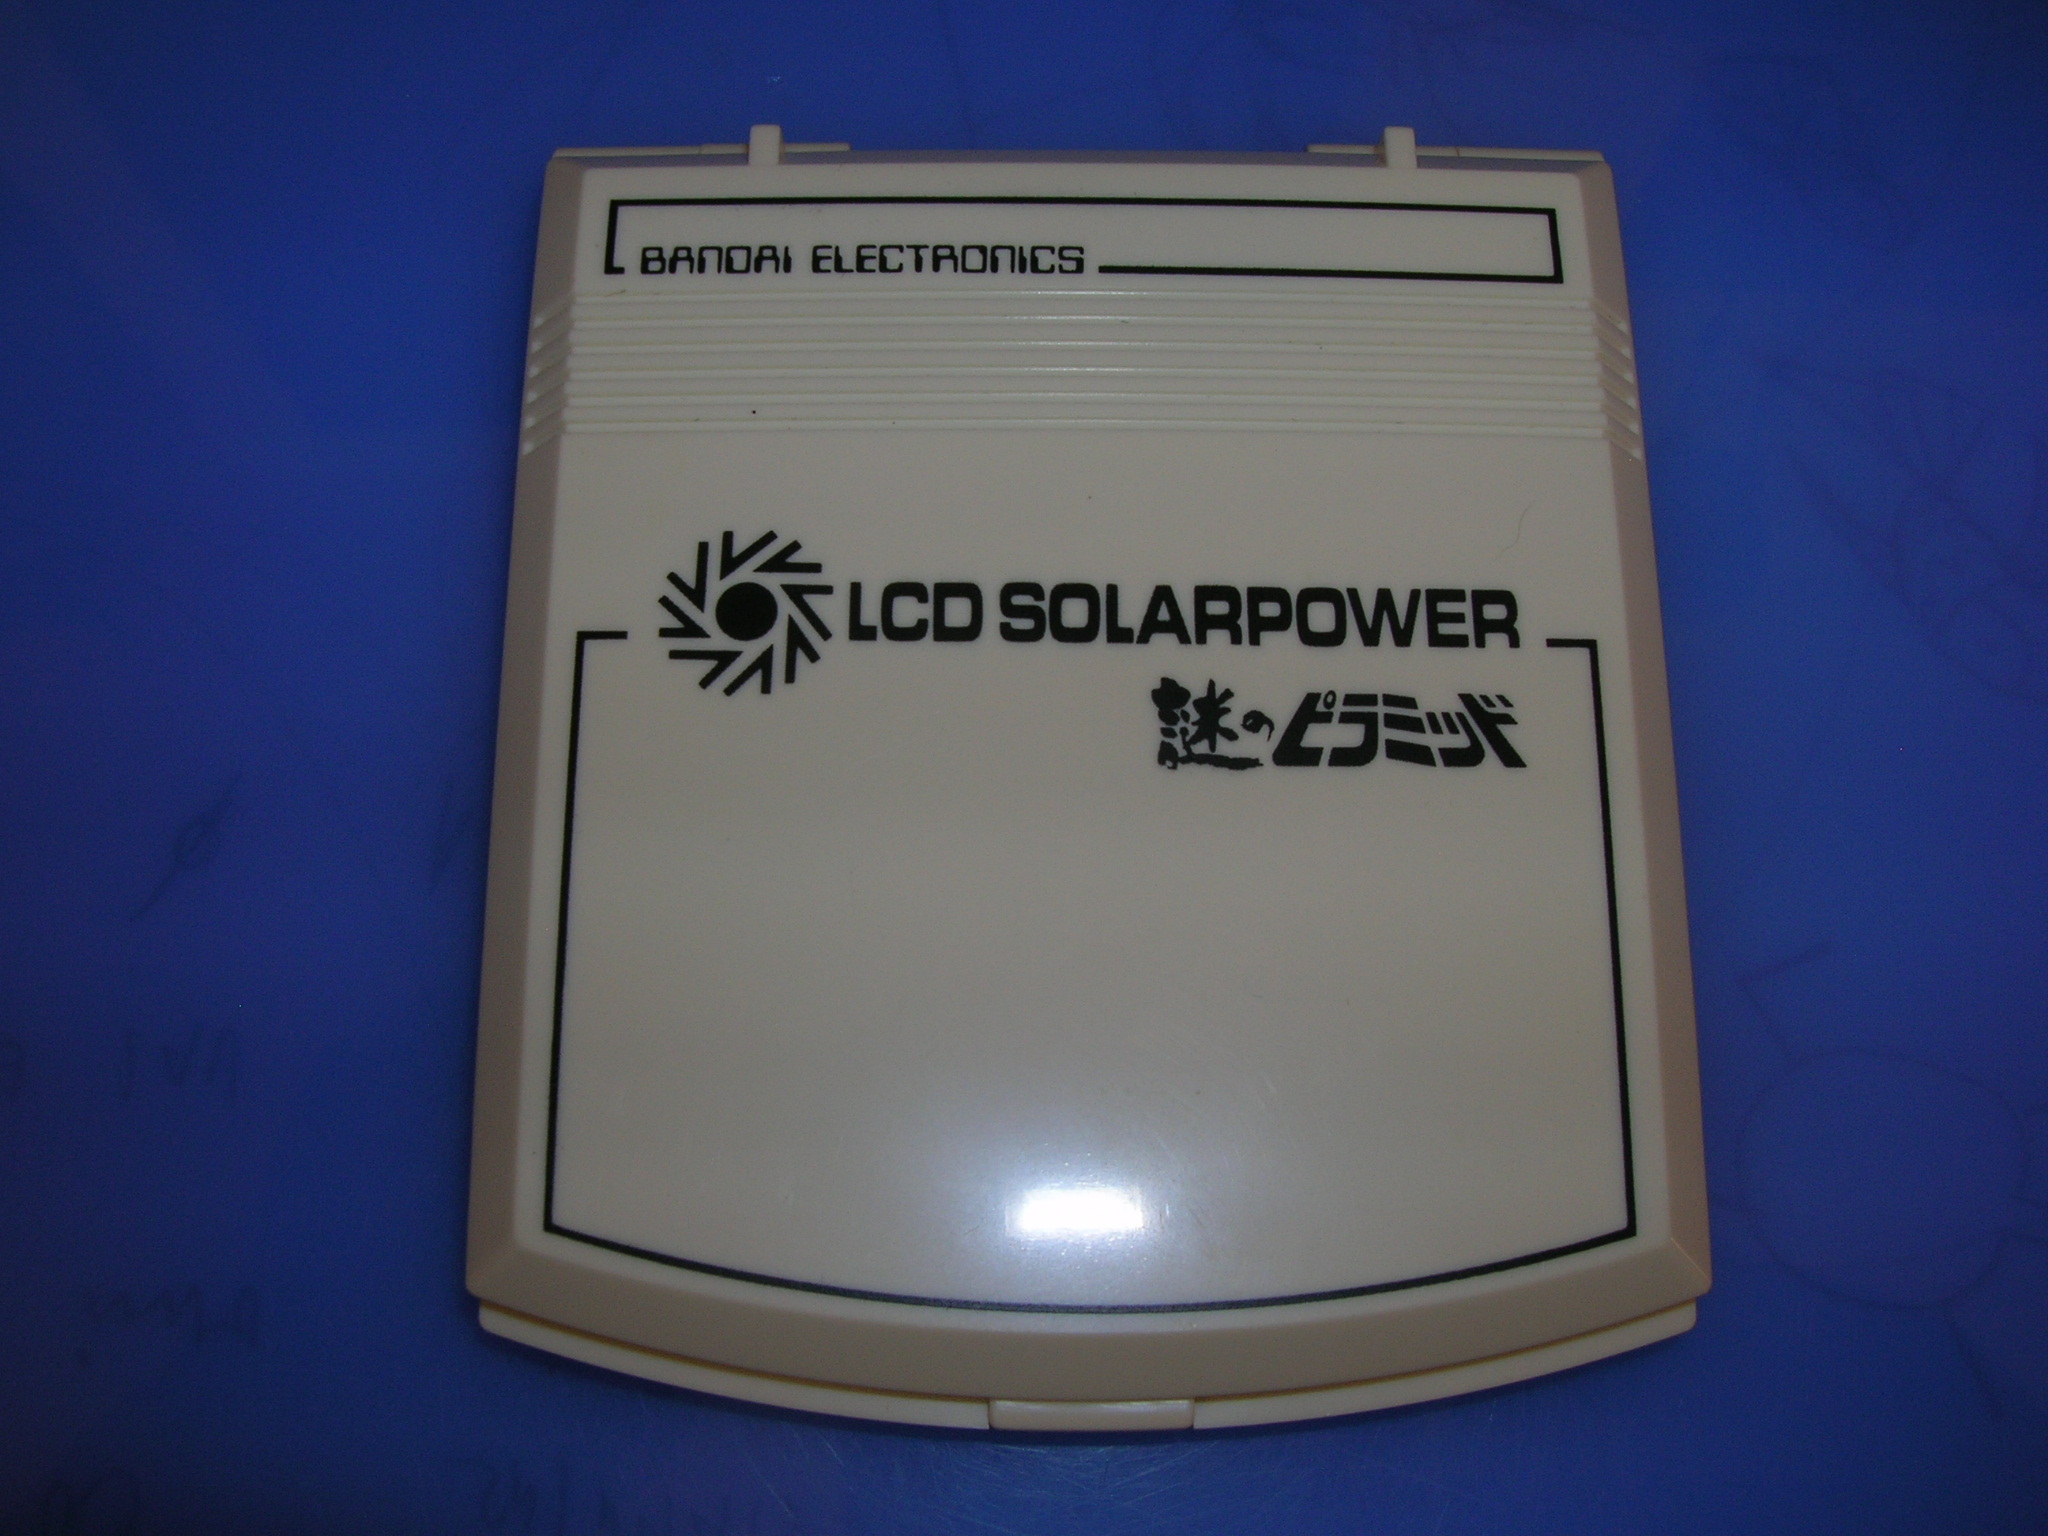 BANDAI ELECTRONICS
LCD SOLARPOWER
謎のピラミッド